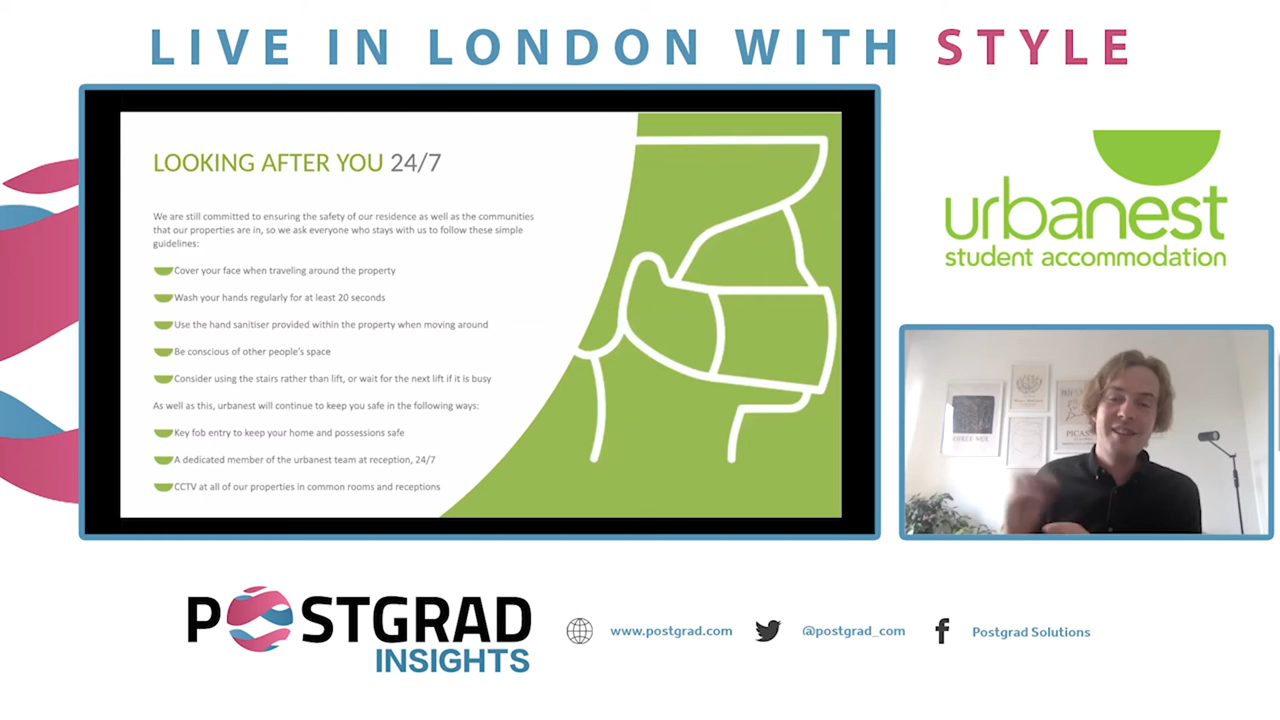 LIVE IN LONDON WITH STYLE
LOOKING AFTER YOU 24/7
We are still committed to ensuring the safety of our residence as well as the communities
that our properties are in, so we ask everyone who stays with us to follow these simple
guidelines:
Cover your face when traveling around the property
Wash your hands regularly for at least 20 seconds
Use the hand sanitiser provided within the property when moving around
Be conscious of other people's space
Consider using the stairs rather than lift, or wait for the next lift if it is busy
As well as this, urbanest will continue to keep you safe in the following ways:
Key fob entry to keep your home and possessions safe
A dedicated member of the urbanest team at reception, 24/7
CCTV at all of our properties in common rooms and receptions
urbanest
student accommodation
PICAS
POSTGRAD
INSIGHTS
www.postgrad.com
@postgrad_com
Postgrad Solutions